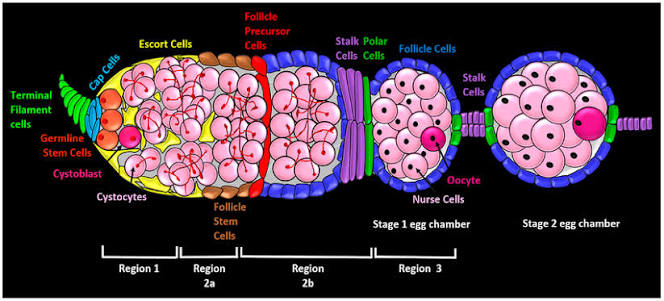 Follicle
Precursor
Cells
Escort Cells
Stalk
Cells
Polar
Cells
Follicle Cells
Cap Cells
Stalk
Cells
Terminal
Filament
cells
Germline
Stem Cells
Cystoblast
Cystocytes
Follicle
Stem
Cells
Oocyte
Nurse Cells
Stage 1 egg chamber
Stage 2 egg chamber
Region 1
Region
2a
Region
2b
Region 3